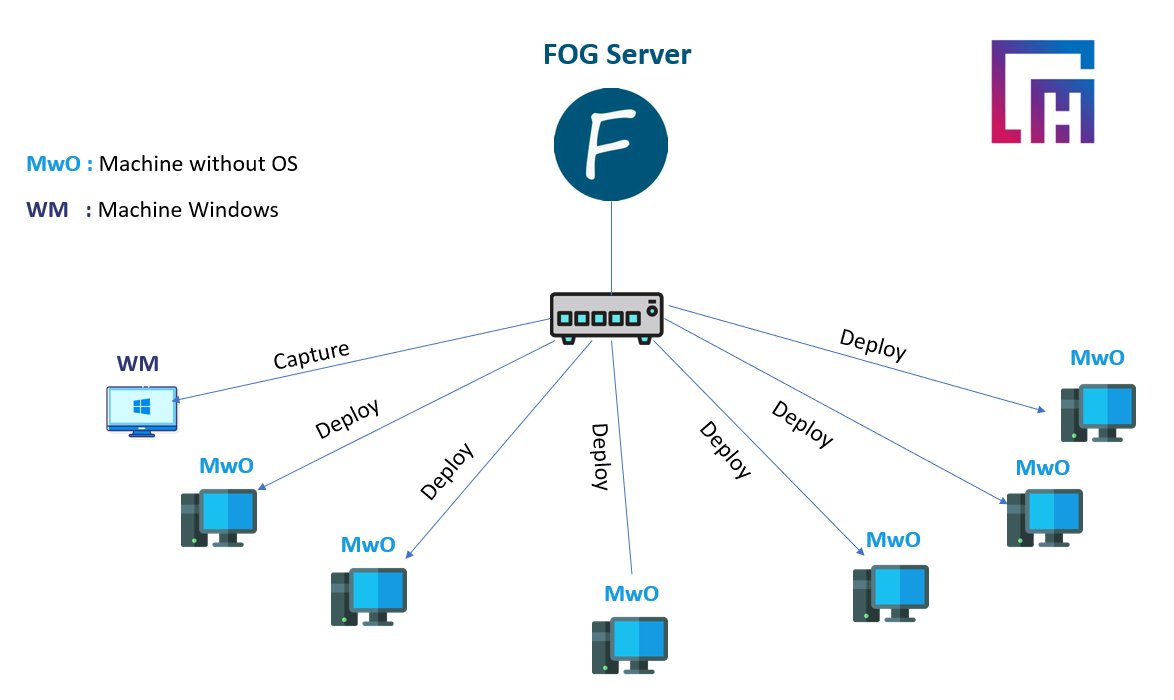 FOG Server
F
MwO : Machine without OS
WM : Machine Windows
Capture
Deploy
Deploy
Deploy
Deploy
Deploy
Deploy
WM
MwO
MwO
MwO
MwO
MwO
MwO